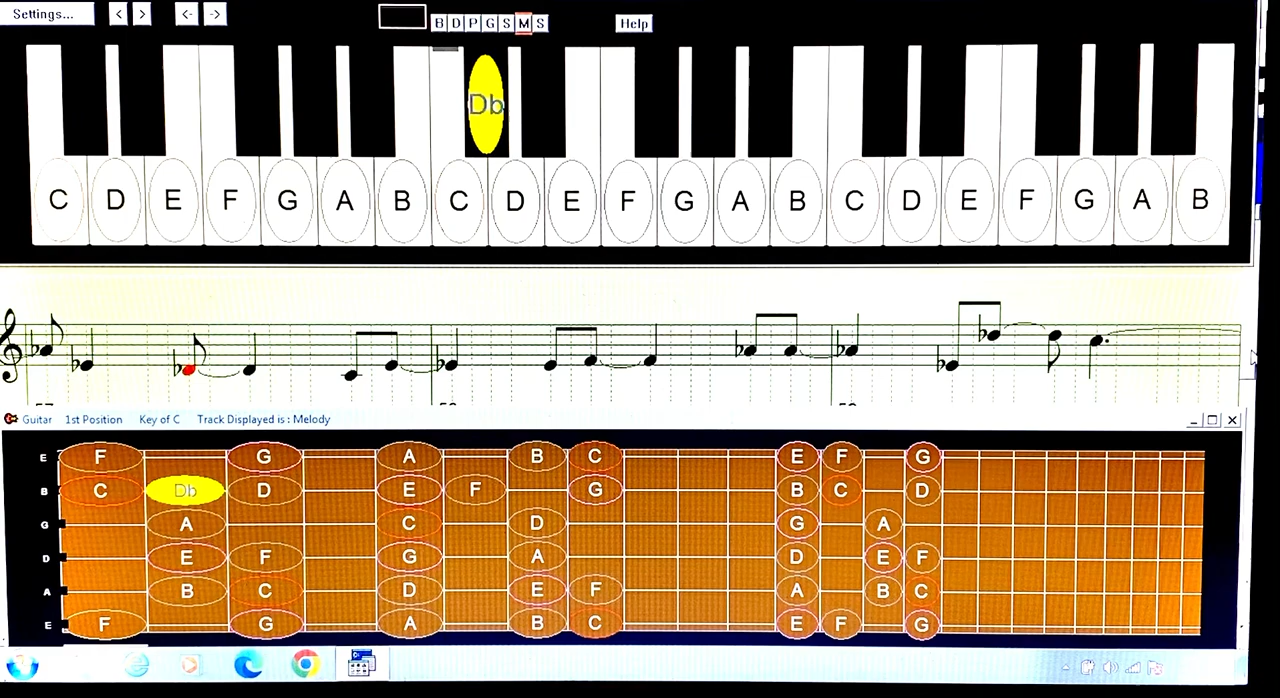 Settings... < > <- -> B D P G S M S Help
Db
C D E F G A B C D E F G A B C D E F G A B
Guitar 1st Position Key of C Track Displayed is : Melody
E F G A B C E F G
B C Db D E F G B C D
G A C D G A
D E F G A D E F
A B C D E F A B C
E F G A B C E F G